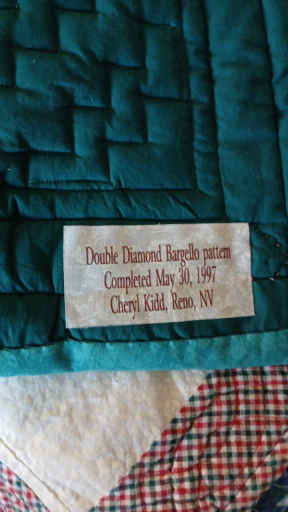 Double Diamond Bargello pattern
Completed May 30, 1997
Cheryl Kidd, Reno, NV